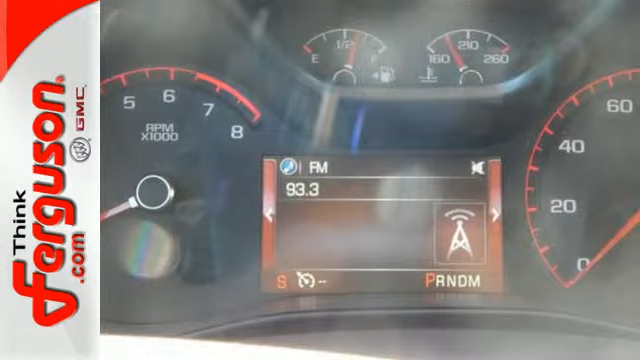 Think
Ferguson.com
BUICK GMC
E 1/2 F
160 210 260
5 6 7 8
RPM
X1000
FM
93.3
S --
PRNDM
0 20 40 60